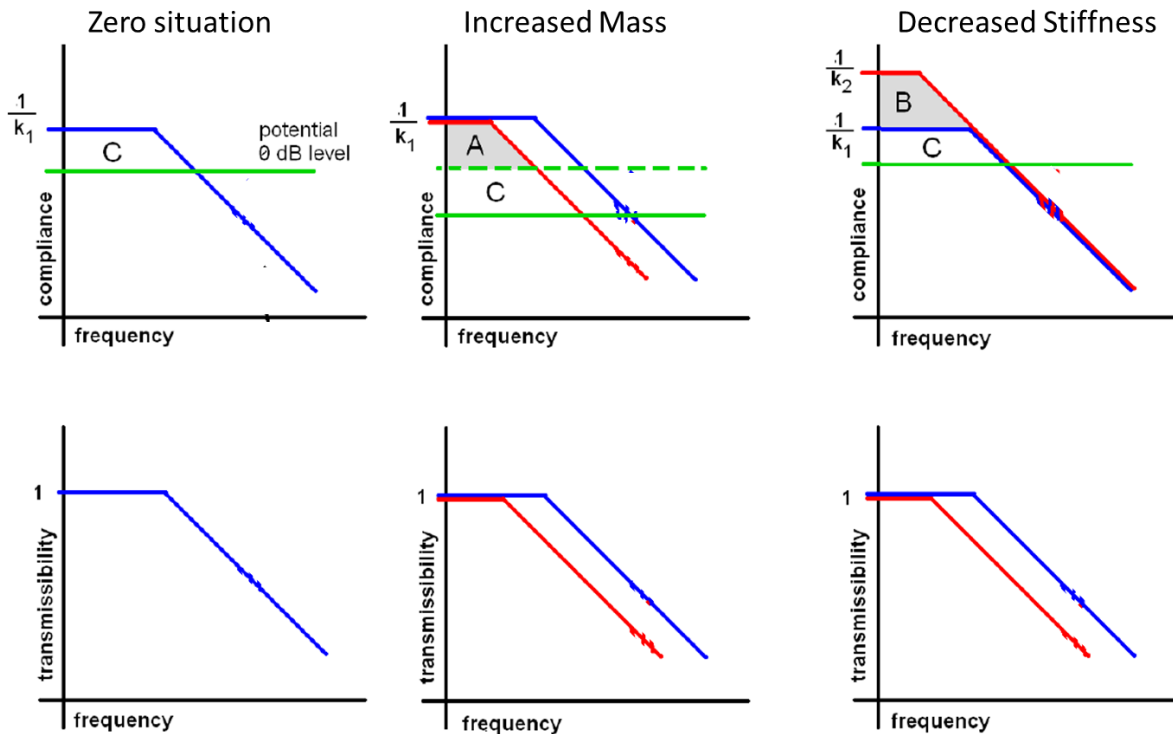 Zero situation
1
k1
C
potential
0 dB level
compliance
frequency
Increased Mass
1
k1
A
C
compliance
frequency
Decreased Stiffness
1
k2
B
1
k1
C
compliance
frequency
1
transmissibility
frequency
1
transmissibility
frequency
1
transmissibility
frequency